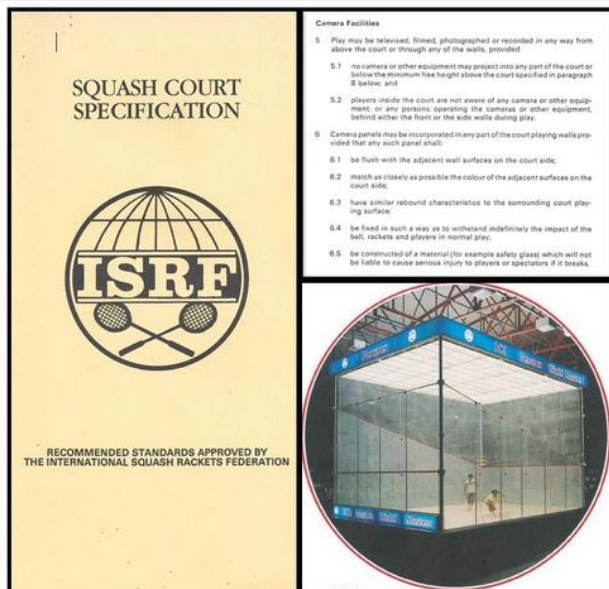 SQUASH COURT
SPECIFICATION
ISRF
RECOMMENDED STANDARDS APPROVED BY
THE INTERNATIONAL SQUASH RACKETS FEDERATION
Camera Facilities
5 Play may be televised, filmed, photographed or recorded in any way from
above the court or through any of the walls, provided
5.1 no camera or other equipment may project into any part of the court or
below the minimum free height above the court specified in paragraph
8 below; and
5.2 players inside the court are not aware of any camera or other equip-
ment, or any persons operating the cameras or other equipment,
behind either the front or the side walls during play.
6 Camera panels may be incorporated in any part of the court playing walls pro-
vided that any such panel shall:
6.1 be flush with the adjacent wall surfaces on the court side;
6.2 match as closely as possible the colour of the adjacent surfaces on the
court side;
6.3 have similar rebound characteristics to the surrounding court play-
ing surface:
6.4 be fixed in such a way as to withstand indefinitely the impact of the
ball, rackets and players in normal play;
6.5 be constructed of a material (for example safety glass) which will not
be liable to cause serious injury to players or spectators if it breaks.
ICI
World Masters
ICI
World
Masters